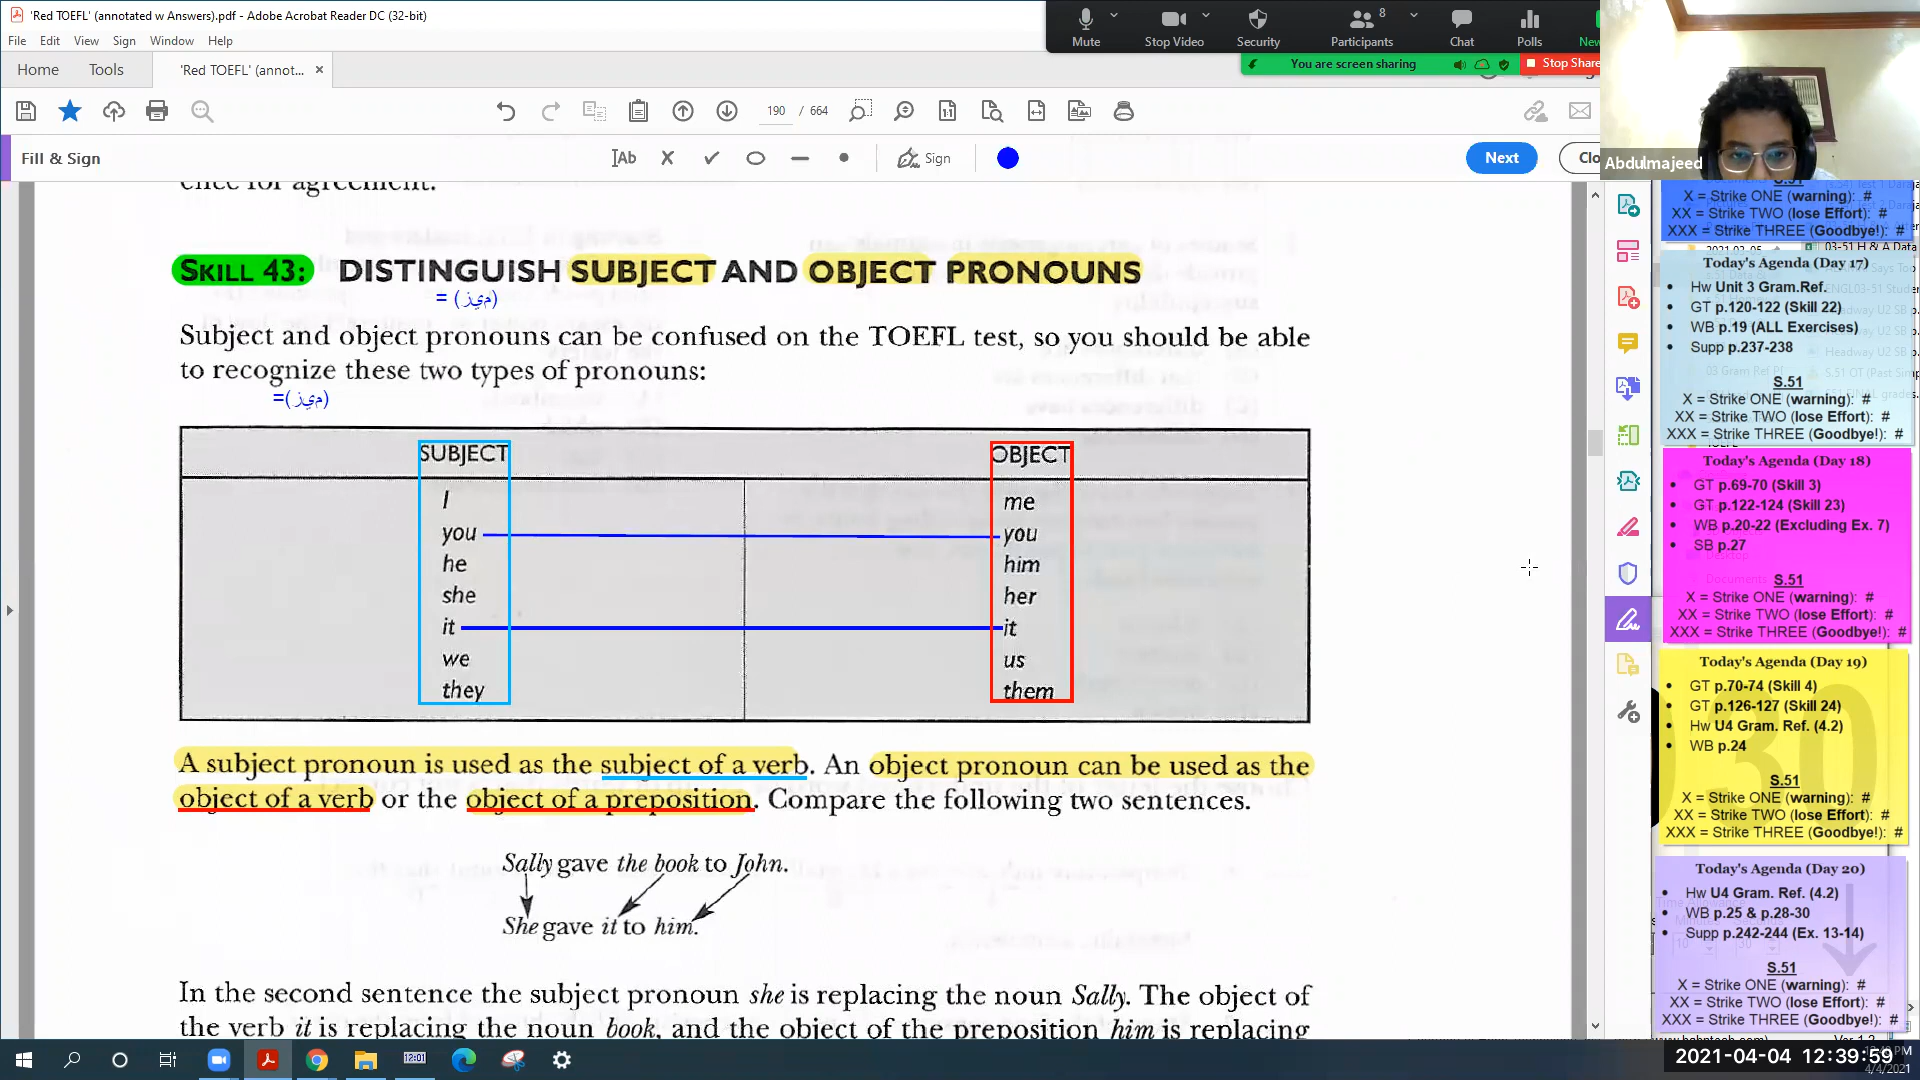 'Red TOEFL' (annotated w Answers).pdf - Adobe Acrobat Reader DC (32-bit)
File Edit View Sign Window Help
Mute Stop Video Security Participants 8 Chat Polls New
You are screen sharing Stop Share
Home Tools 'Red TOEFL' (annot... ×
190 / 664
Fill & Sign
Ab Sign Next Clo
Abdulmajeed
ence for agreement.
SKILL 43: DISTINGUISH SUBJECT AND OBJECT PRONOUNS
= (ميز)
Subject and object pronouns can be confused on the TOEFL test, so you should be able
to recognize these two types of pronouns:
=(ميز)
SUBJECT OBJECT
I me
you you
he him
she her
it it
we us
they them
A subject pronoun is used as the subject of a verb. An object pronoun can be used as the
object of a verb or the object of a preposition. Compare the following two sentences.
Sally gave the book to John.
She gave it to him.
In the second sentence the subject pronoun she is replacing the noun Sally. The object of
the verb it is replacing the noun book, and the object of the preposition him is replacing
S.51
X = Strike ONE (warning): #
XX = Strike TWO (lose Effort): #
XXX = Strike THREE (Goodbye!): #
Today's Agenda (Day 17)
• Hw Unit 3 Gram.Ref.
• GT p.120-122 (Skill 22)
• WB p.19 (ALL Exercises)
• Supp p.237-238
S.51
X = Strike ONE (warning): #
XX = Strike TWO (lose Effort): #
XXX = Strike THREE (Goodbye!): #
Today's Agenda (Day 18)
• GT p.69-70 (Skill 3)
• GT p.122-124 (Skill 23)
• WB p.20-22 (Excluding Ex. 7)
• SB p.27
S.51
X = Strike ONE (warning): #
XX = Strike TWO (lose Effort): #
XXX = Strike THREE (Goodbye!): #
Today's Agenda (Day 19)
• GT p.70-74 (Skill 4)
• GT p.126-127 (Skill 24)
• Hw U4 Gram. Ref. (4.2)
• WB p.24
S.51
X = Strike ONE (warning): #
XX = Strike TWO (lose Effort): #
XXX = Strike THREE (Goodbye!): #
Today's Agenda (Day 20)
• Hw U4 Gram. Ref. (4.2)
• WB p.25 & p.28-30
• Supp p.242-244 (Ex. 13-14)
S.51
X = Strike ONE (warning): #
XX = Strike TWO (lose Effort): #
XXX = Strike THREE (Goodbye!): #
12:01
2021-04-04 12:39:59
4/4/2021